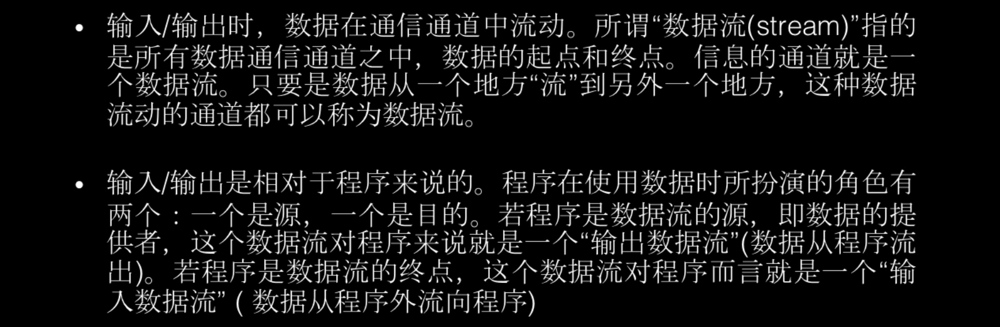 • 输入/输出时，数据在通信通道中流动。所谓“数据流(stream)”指的
是所有数据通信通道之中，数据的起点和终点。信息的通道就是一
个数据流。只要是数据从一个地方“流”到另外一个地方，这种数据
流动的通道都可以称为数据流。
• 输入/输出是相对于程序来说的。程序在使用数据时所扮演的角色有
两个：一个是源，一个是目的。若程序是数据流的源，即数据的提
供者，这个数据流对程序来说就是一个“输出数据流”(数据从程序流
出)。若程序是数据流的终点，这个数据流对程序而言就是一个“输
入数据流” ( 数据从程序外流向程序)